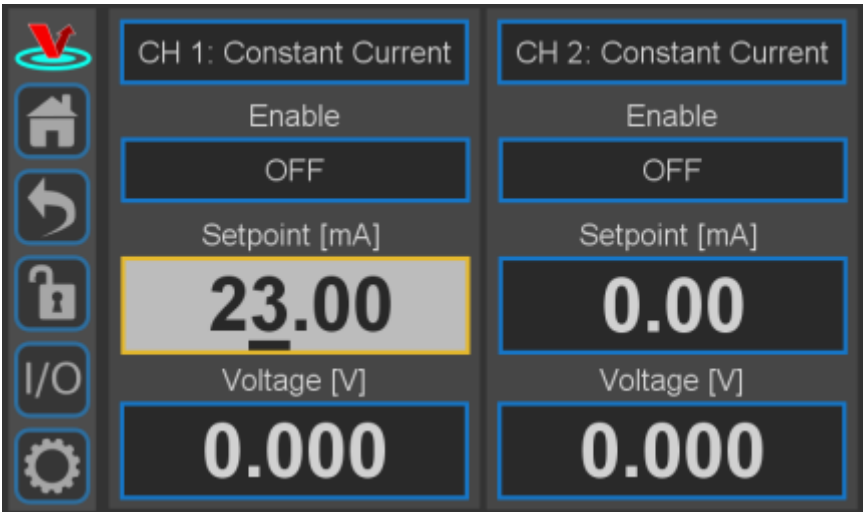 CH 1: Constant Current
Enable
OFF
Setpoint [mA]
23.00
Voltage [V]
0.000
CH 2: Constant Current
Enable
OFF
Setpoint [mA]
0.00
Voltage [V]
0.000
I/O